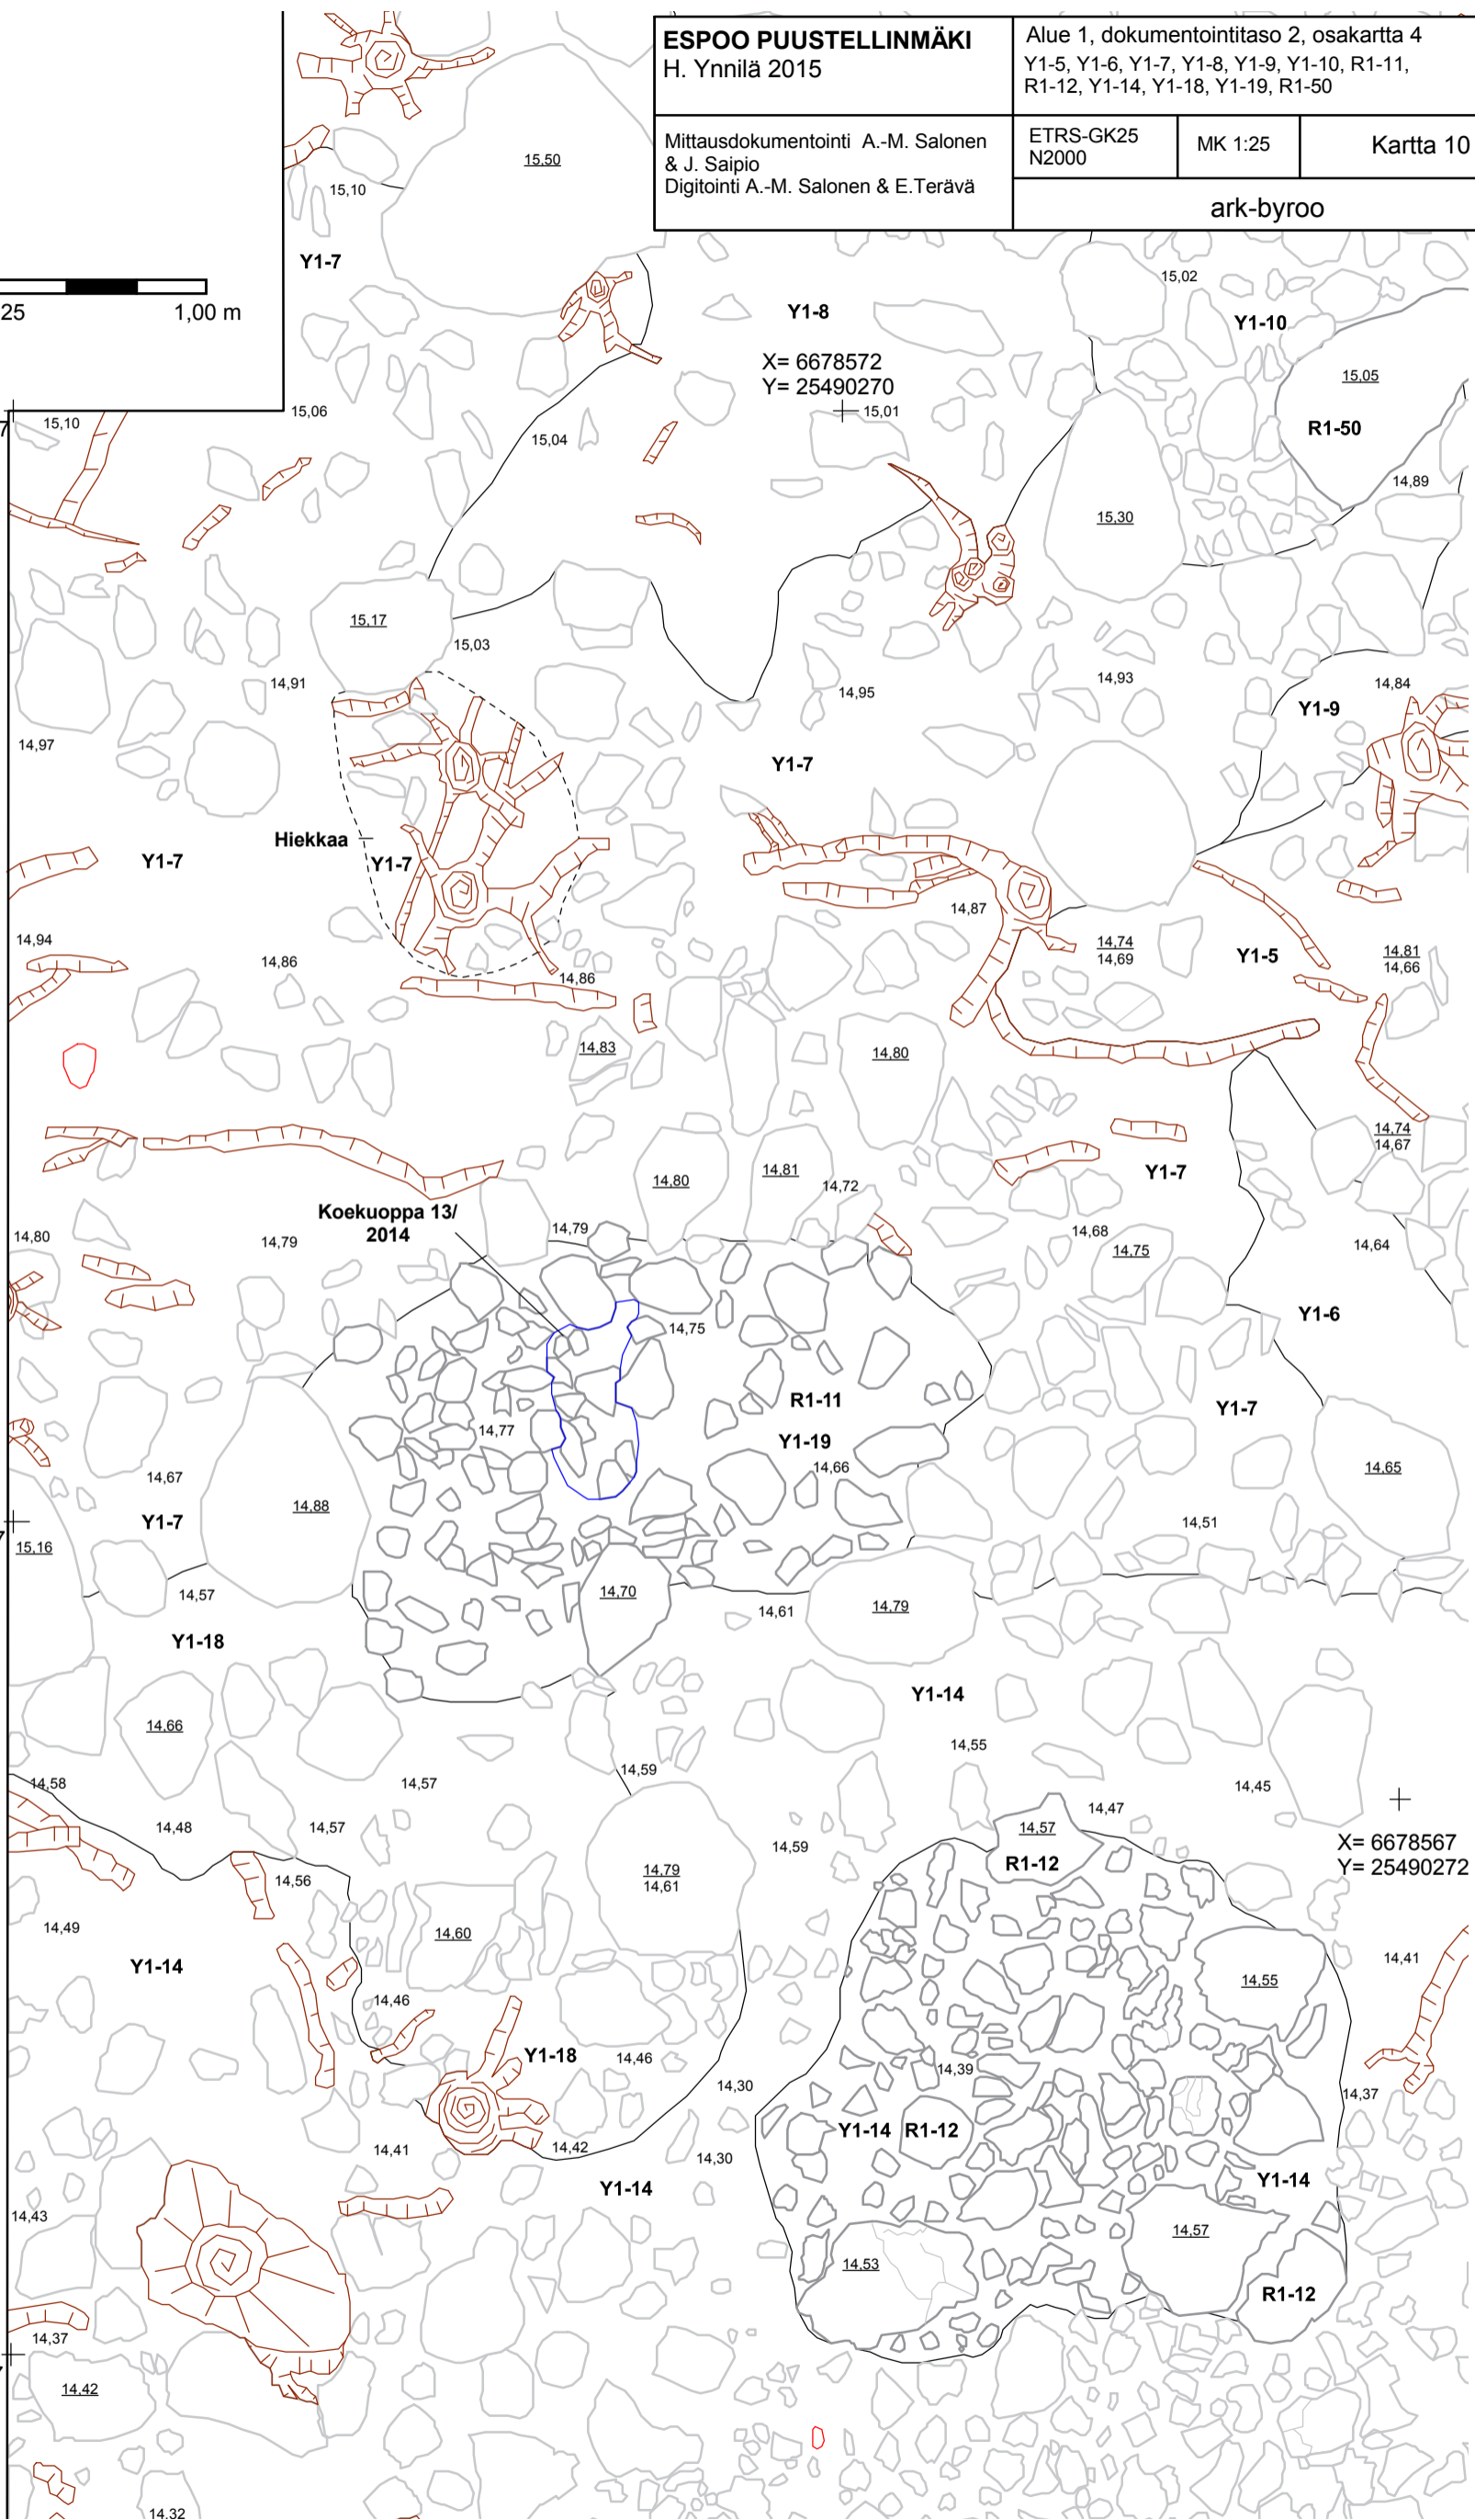 ESPOO PUUSTELLINMÄKI
H. Ynnilä 2015
Alue 1, dokumentointitaso 2, osakartta 4
Y1-5, Y1-6, Y1-7, Y1-8, Y1-9, Y1-10, R1-11,
R1-12, Y1-14, Y1-18, Y1-19, R1-50
Mittausdokumentointi A.-M. Salonen
& J. Saipio
Digitointi A.-M. Salonen & E.Terävä
ETRS-GK25
N2000
MK 1:25
Kartta 10
ark-byroo
15,50
15,10
Y1-7
15,02
25
1,00 m
Y1-8
Y1-10
X= 6678572
Y= 25490270
15,05
15,06
15,01
15,10
7
R1-50
15,04
14,89
15,30
15,17
15,03
14,93
14,91
14,95
14,84
Y1-9
14,97
Y1-7
Hiekkaa
Y1-7
Y1-7
14,87
14,94
14,74
14,69
Y1-5
14,81
14,66
14,86
14,86
14,83
14,80
14,74
14,67
14,80
14,81
14,72
Y1-7
Koekuoppa 13/
2014
14,79
14,80
14,79
14,68
14,75
14,64
Y1-6
14,75
R1-11
Y1-7
14,77
Y1-19
14,66
14,67
14,65
14,88
Y1-7
14,51
7
15,16
14,57
14,70
14,61
14,79
Y1-18
Y1-14
14,66
14,55
14,59
14,58
14,57
14,45
14,48
14,57
14,47
14,57
X= 6678567
Y= 25490272
14,59
R1-12
14,79
14,61
14,56
14,49
14,60
Y1-14
14,41
14,55
14,46
Y1-18
14,46
14,39
14,30
14,37
Y1-14
R1-12
14,41
14,42
14,30
Y1-14
Y1-14
14,43
14,57
14,53
R1-12
14,37
7
14,42
14,32